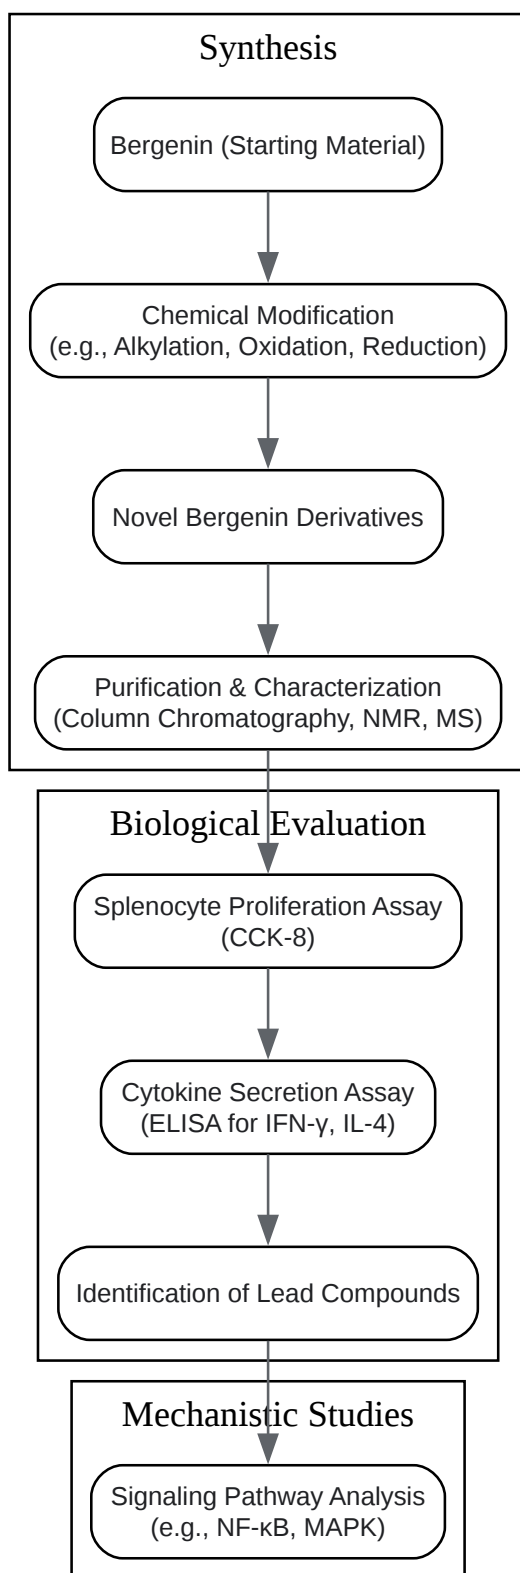 Synthesis
Bergenin (Starting Material)
Chemical Modification
(e.g., Alkylation, Oxidation, Reduction)
Novel Bergenin Derivatives
Purification & Characterization
(Column Chromatography, NMR, MS)
Biological Evaluation
Splenocyte Proliferation Assay
(CCK-8)
Cytokine Secretion Assay
(ELISA for IFN-γ, IL-4)
Identification of Lead Compounds
Mechanistic Studies
Signaling Pathway Analysis
(e.g., NF-κB, MAPK)